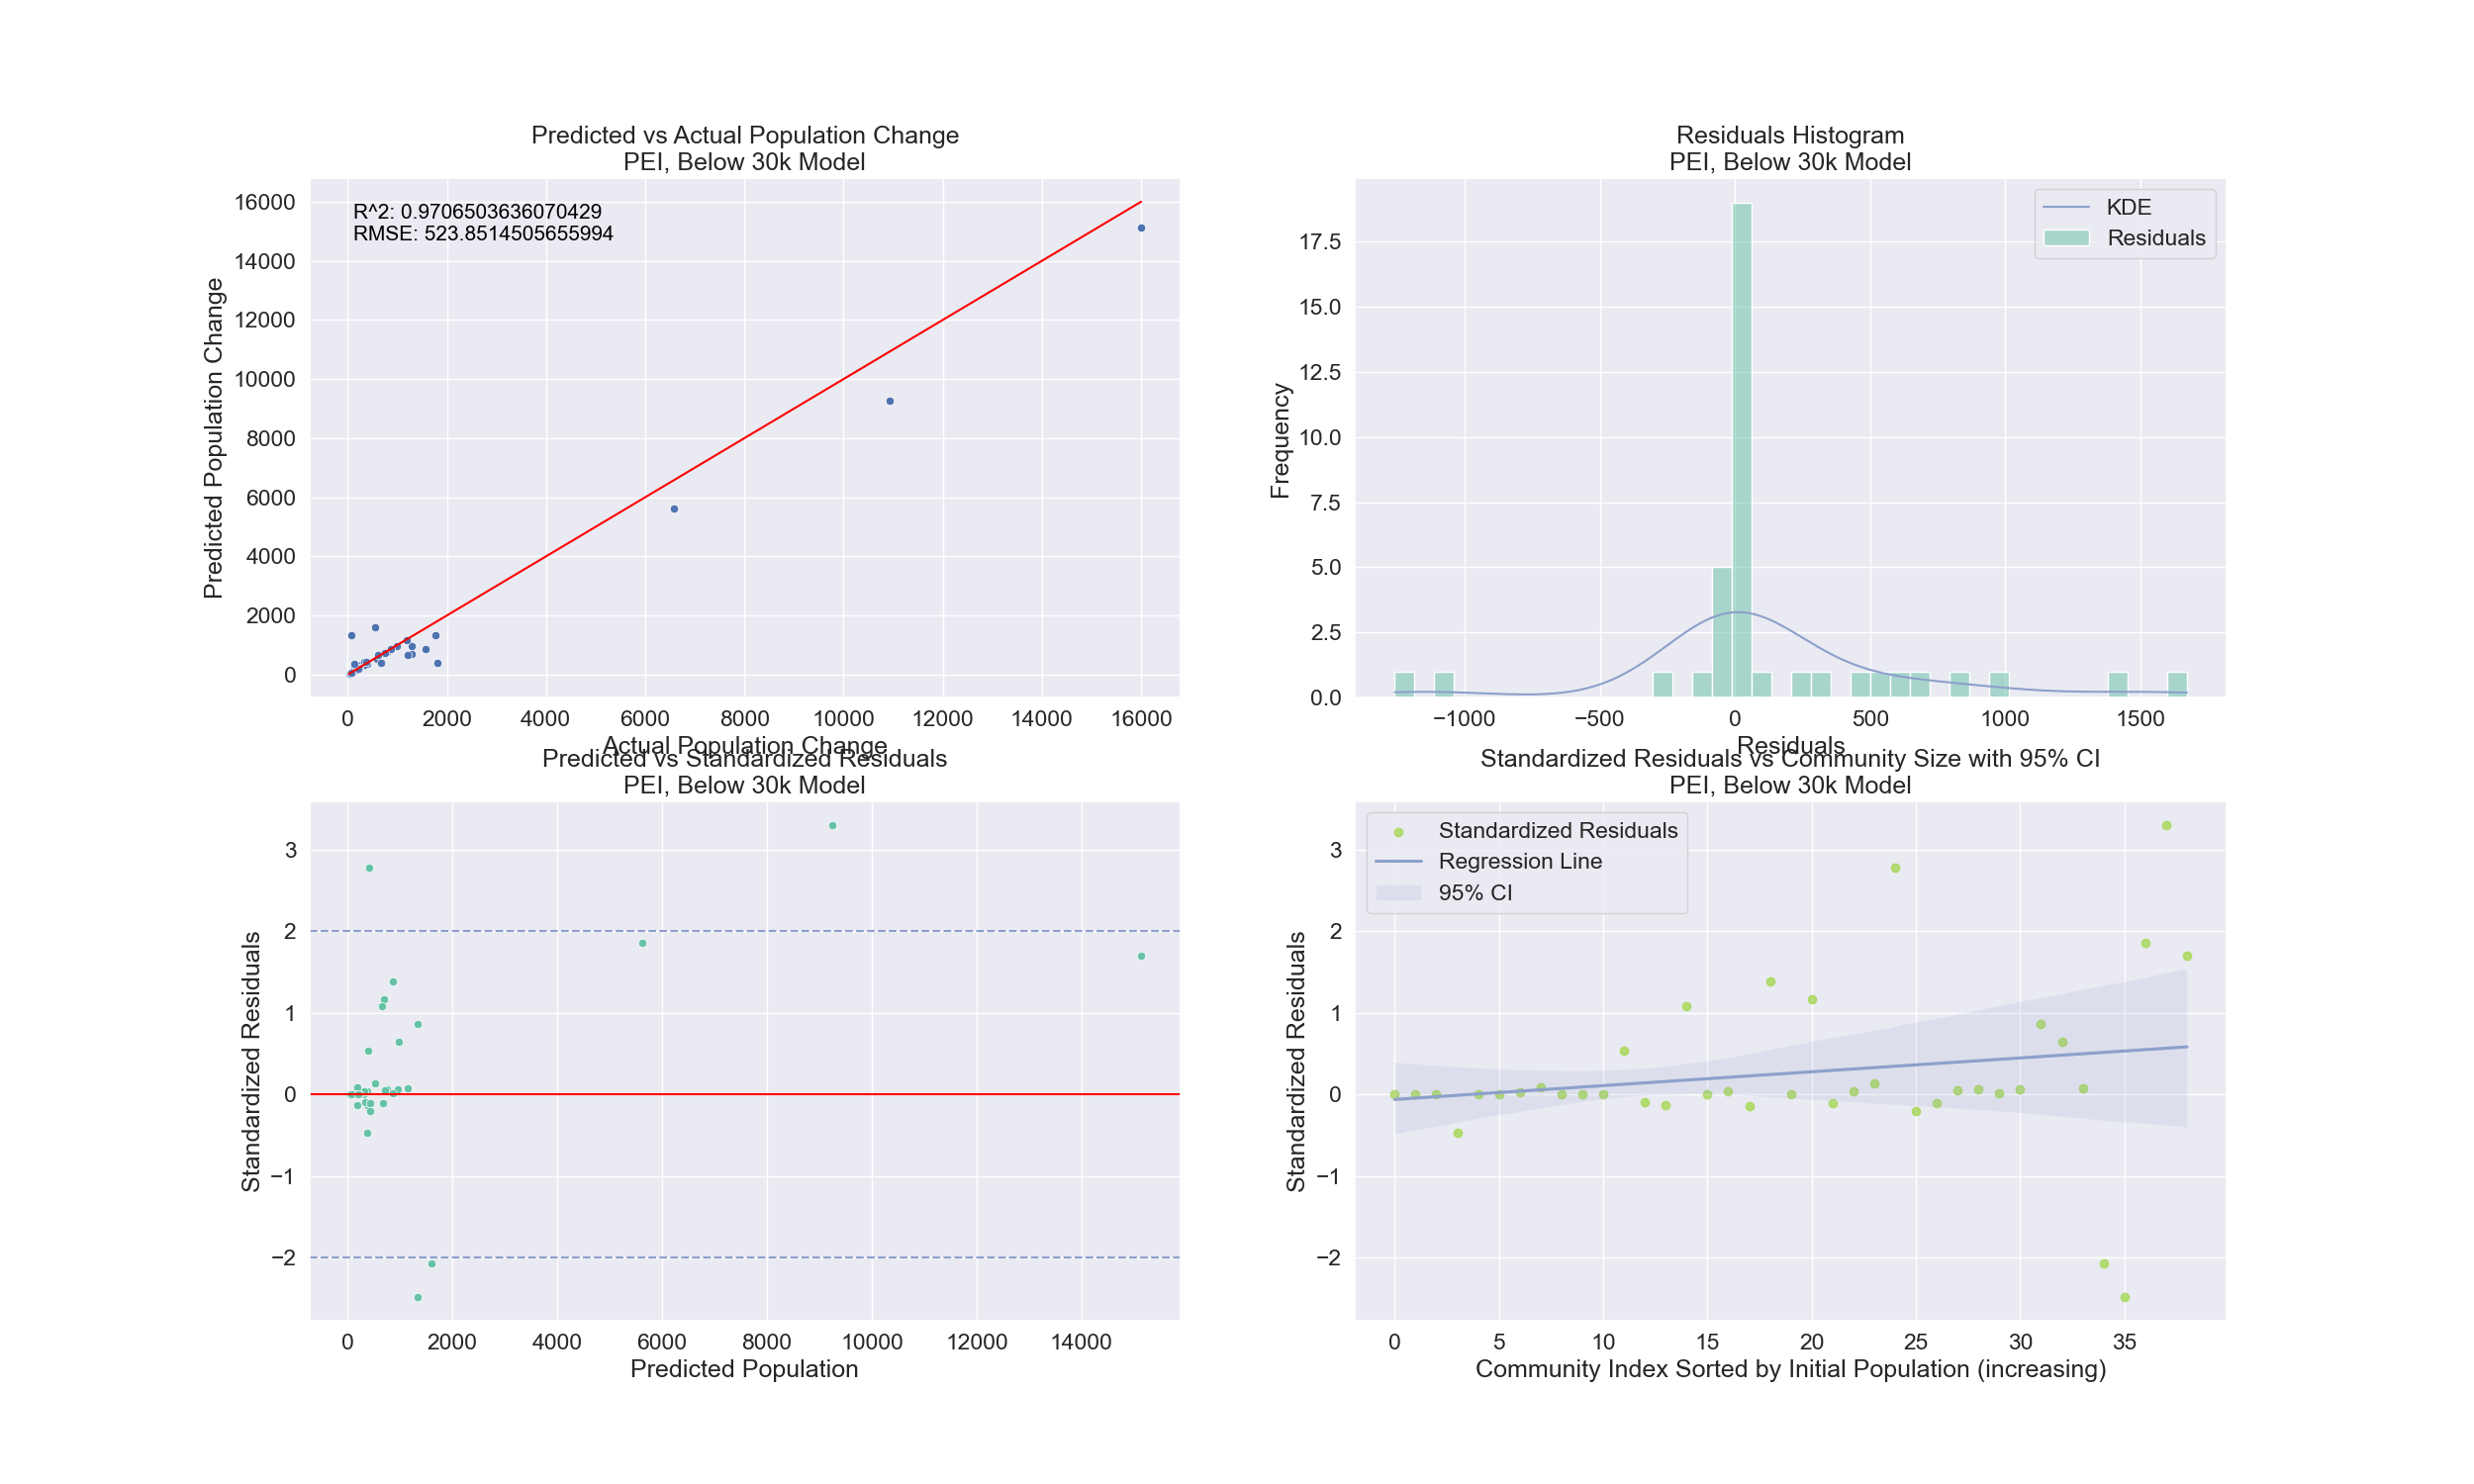 Predicted vs Actual Population Change
PEI, Below 30k Model
R^2: 0.9706503636070429
RMSE: 523.8514505655994
16000
14000
12000
10000
8000
6000
4000
2000
0
Predicted Population Change
0 2000 4000 6000 8000 10000 12000 14000 16000
Actual Population Change
Residuals Histogram
PEI, Below 30k Model
KDE
Residuals
17.5
15.0
12.5
10.0
7.5
5.0
2.5
0.0
Frequency
−1000 −500 0 500 1000 1500
Residuals
Predicted vs Standardized Residuals
PEI, Below 30k Model
3
2
1
0
−1
−2
Standardized Residuals
0 2000 4000 6000 8000 10000 12000 14000
Predicted Population
Standardized Residuals vs Community Size with 95% CI
PEI, Below 30k Model
Standardized Residuals
Regression Line
95% CI
3
2
1
0
−1
−2
Standardized Residuals
0 5 10 15 20 25 30 35
Community Index Sorted by Initial Population (increasing)